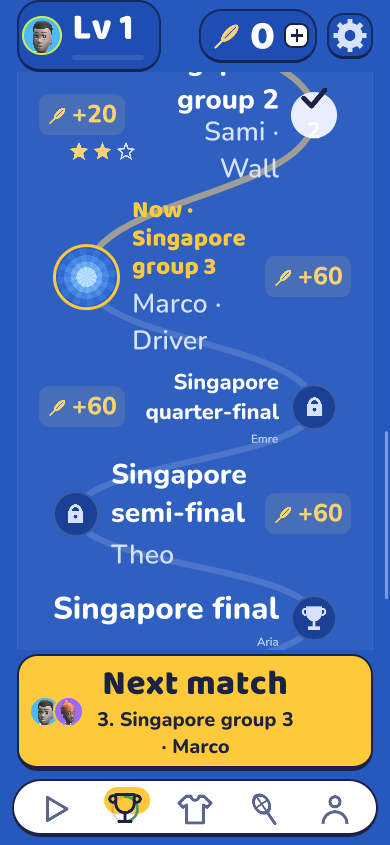 Lv 1
0
group 2
+20
Sami ·
Wall
2
Now ·
Singapore
group 3
+60
Marco ·
Driver
Singapore
quarter-final
+60
Emre
Singapore
semi-final
+60
Theo
Singapore final
Aria
Next match
3. Singapore group 3
· Marco